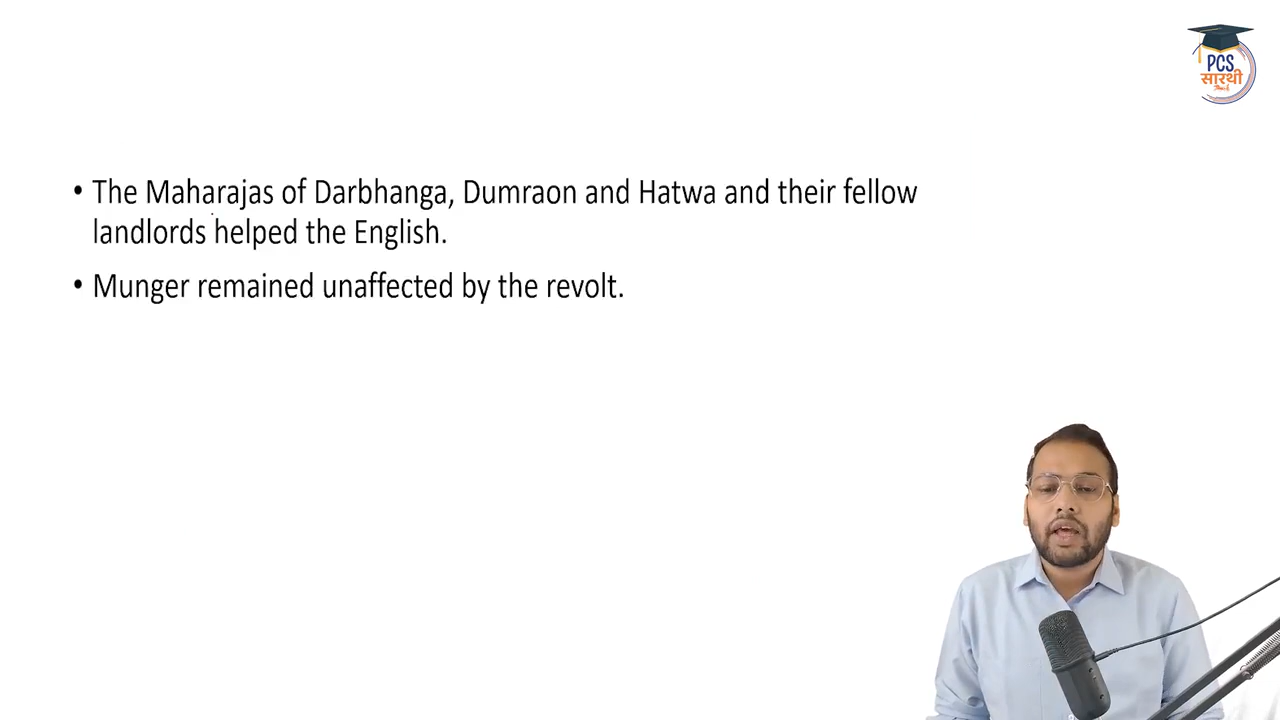 PCS
सारथी
• The Maharajas of Darbhanga, Dumraon and Hatwa and their fellow
landlords helped the English.
• Munger remained unaffected by the revolt.